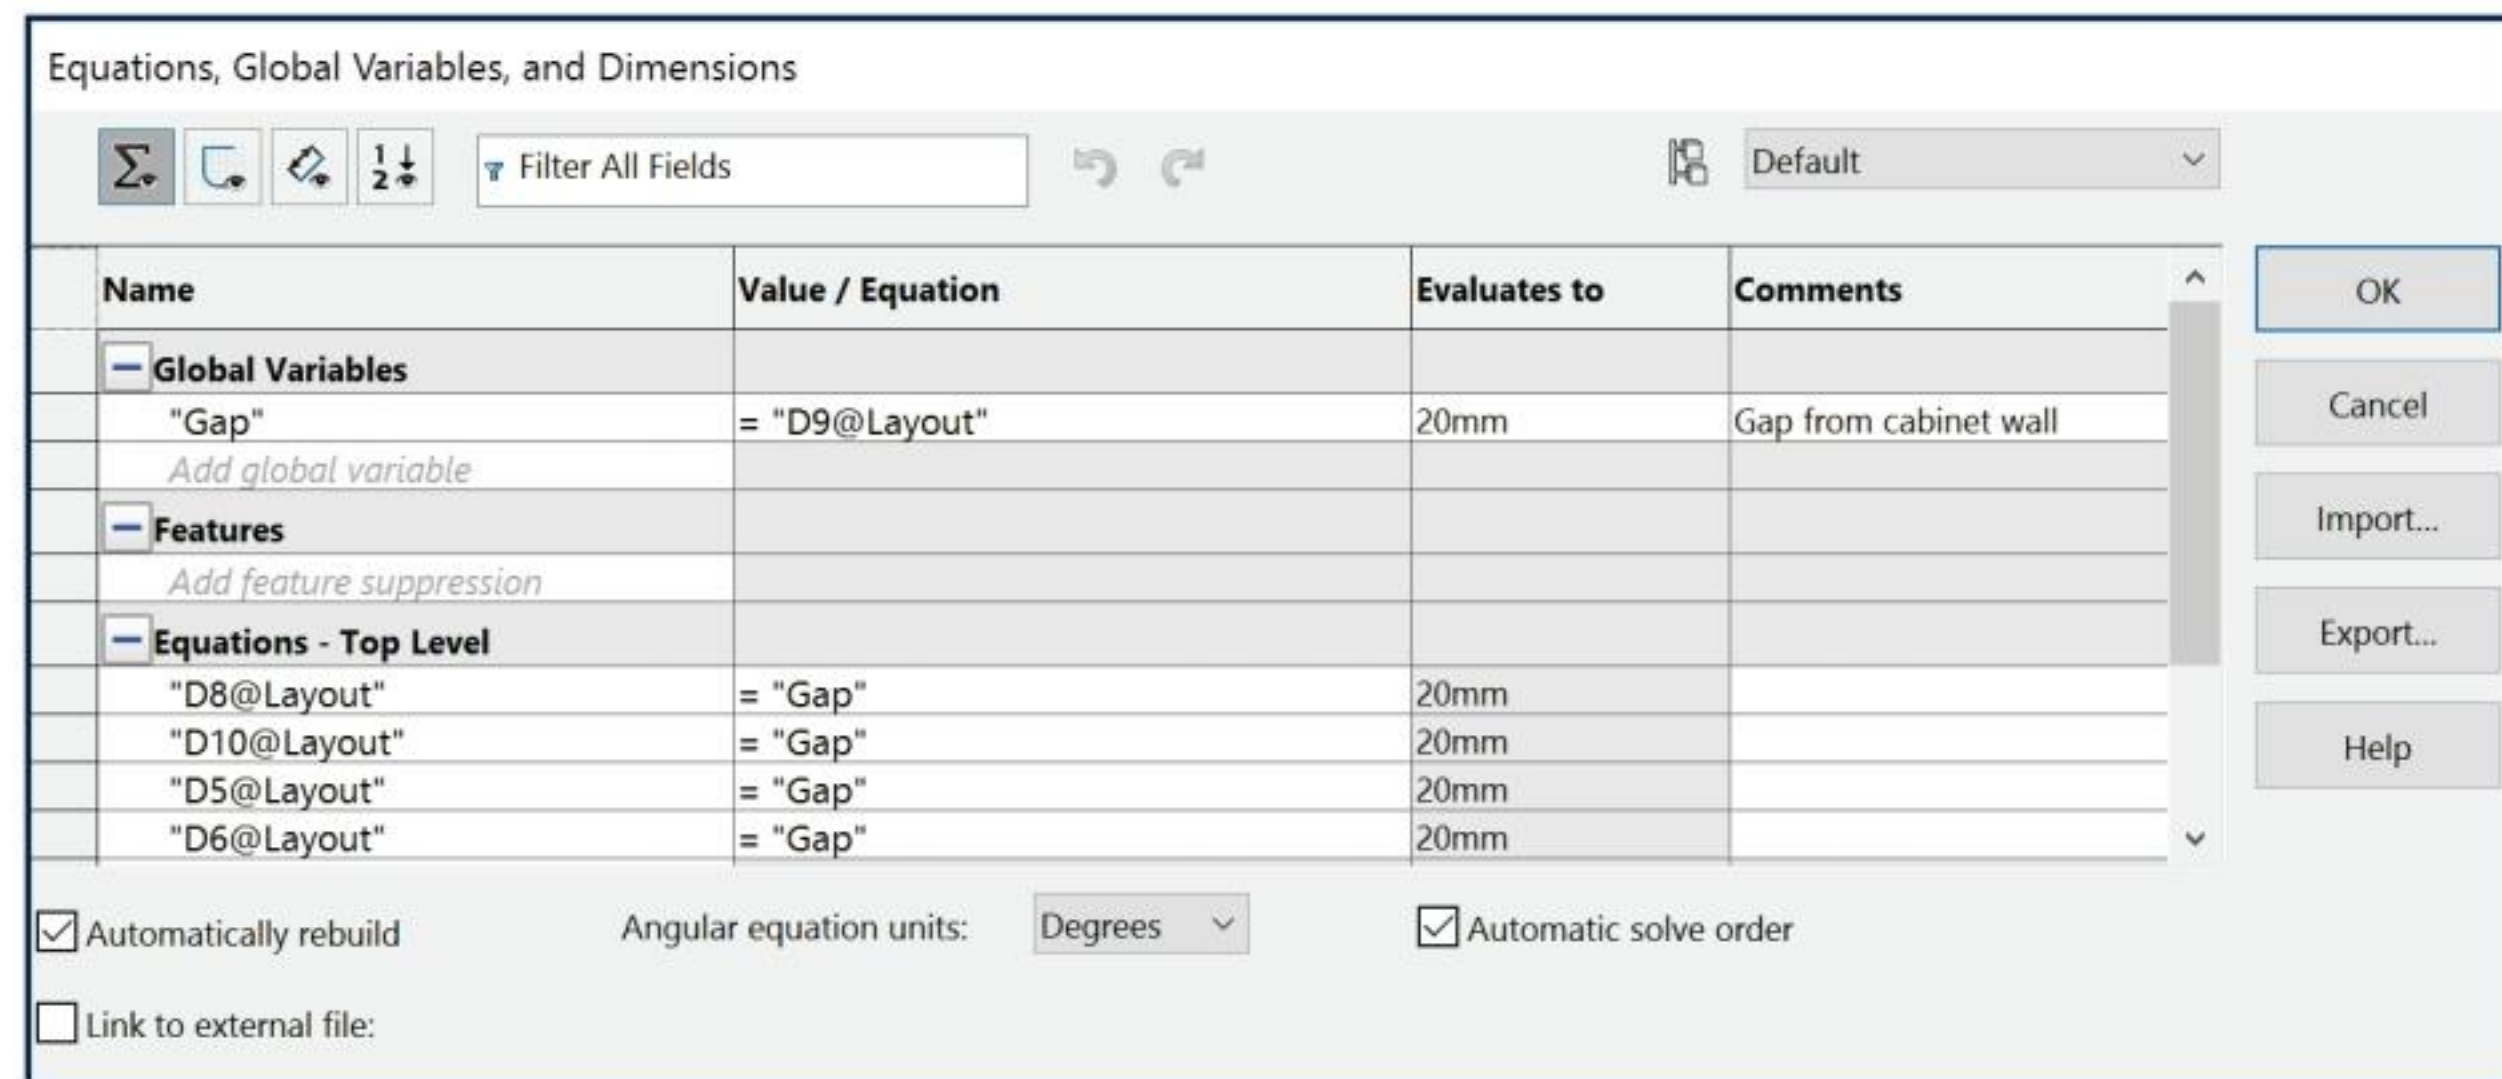 Equations, Global Variables, and Dimensions
Σ 1 2 Filter All Fields Default
Name Value / Equation Evaluates to Comments
Global Variables
"Gap" = "D9@Layout" 20mm Gap from cabinet wall
Add global variable
Features
Add feature suppression
Equations - Top Level
"D8@Layout" = "Gap" 20mm
"D10@Layout" = "Gap" 20mm
"D5@Layout" = "Gap" 20mm
"D6@Layout" = "Gap" 20mm
OK
Cancel
Import...
Export...
Help
Automatically rebuild Angular equation units: Degrees Automatic solve order
Link to external file: